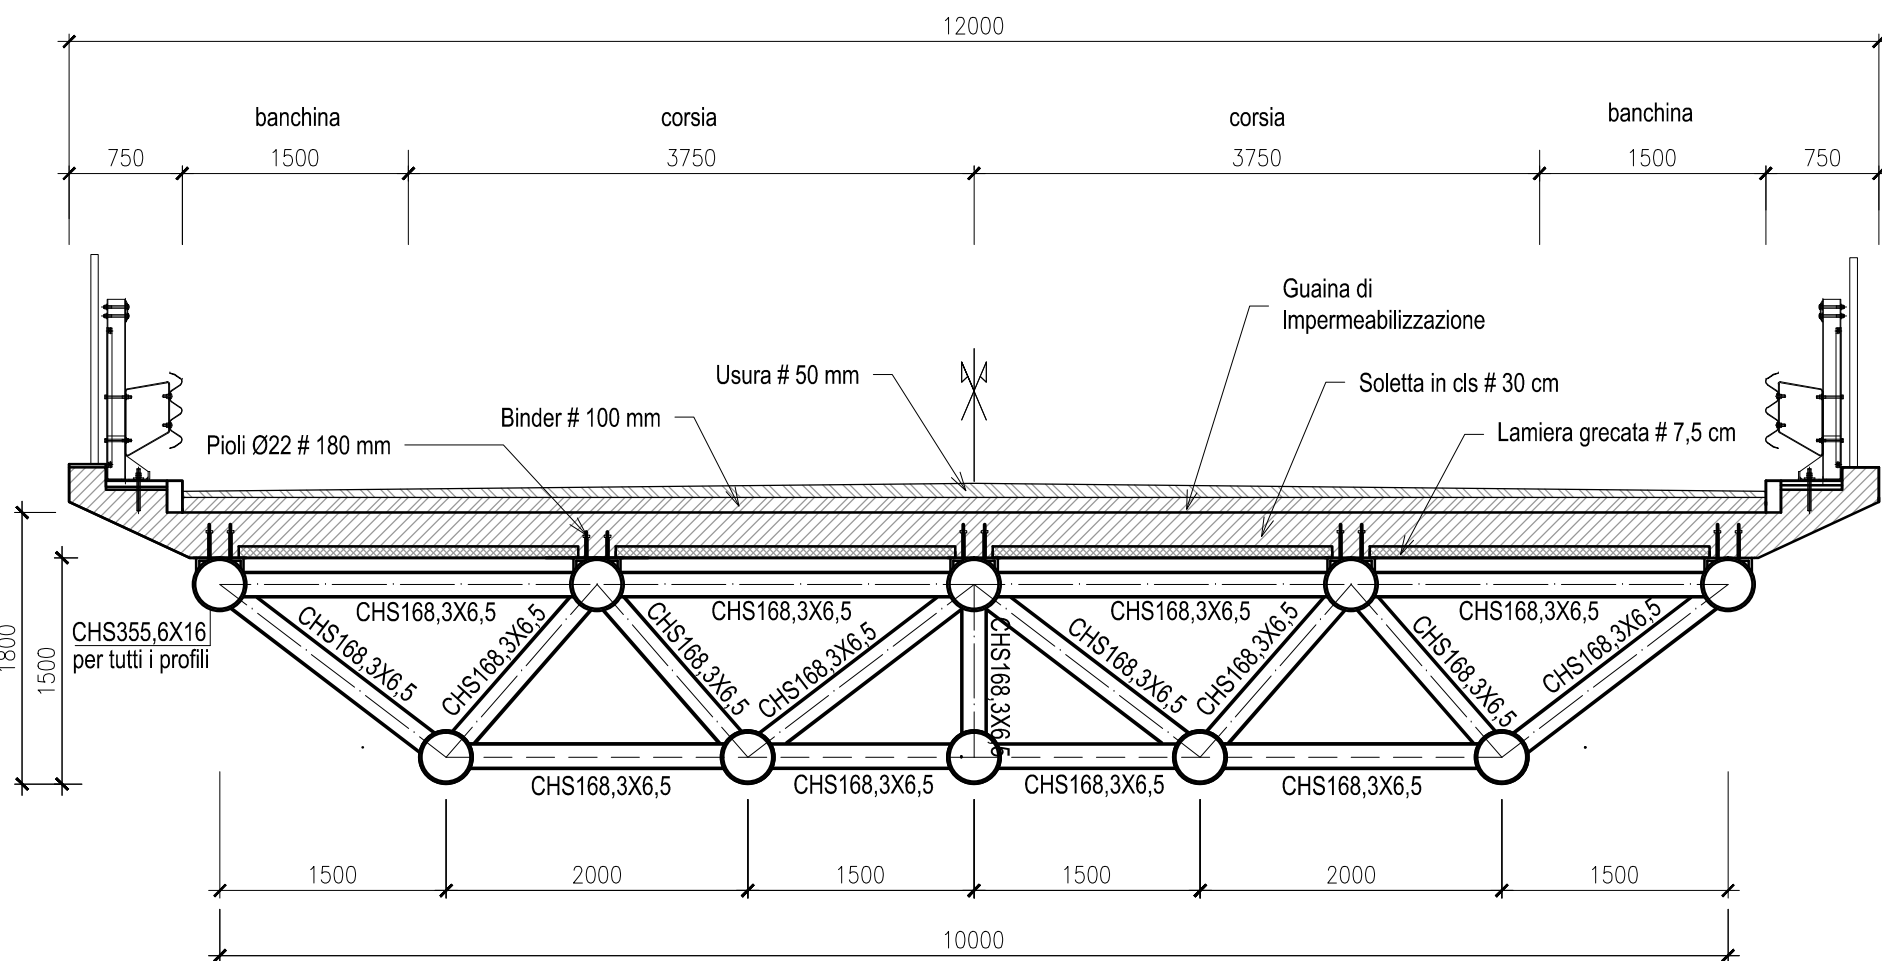 12000
banchina
corsia
corsia
banchina
750
1500
3750
3750
1500
750
Guaina di
Impermeabilizzazione
Usura # 50 mm
Soletta in cls # 30 cm
Binder # 100 mm
Lamiera grecata # 7,5 cm
Pioli Ø22 # 180 mm
CHS168,3X6,5
CHS168,3X6,5
CHS168,3X6,5
CHS168,3X6,5
CHS355,6X16
per tutti i profili
1800
1500
CHS168,3X6,5
CHS168,3X6,5
CHS168,3X6,5
CHS168,3X6,5
CHS168,3X6,5
CHS168,3X6,5
CHS168,3X6,5
CHS168,3X6,5
CHS168,3X6,5
CHS168,3X6,5
CHS168,3X6,5
CHS168,3X6,5
CHS168,3X6,5
1500
2000
1500
1500
2000
1500
10000